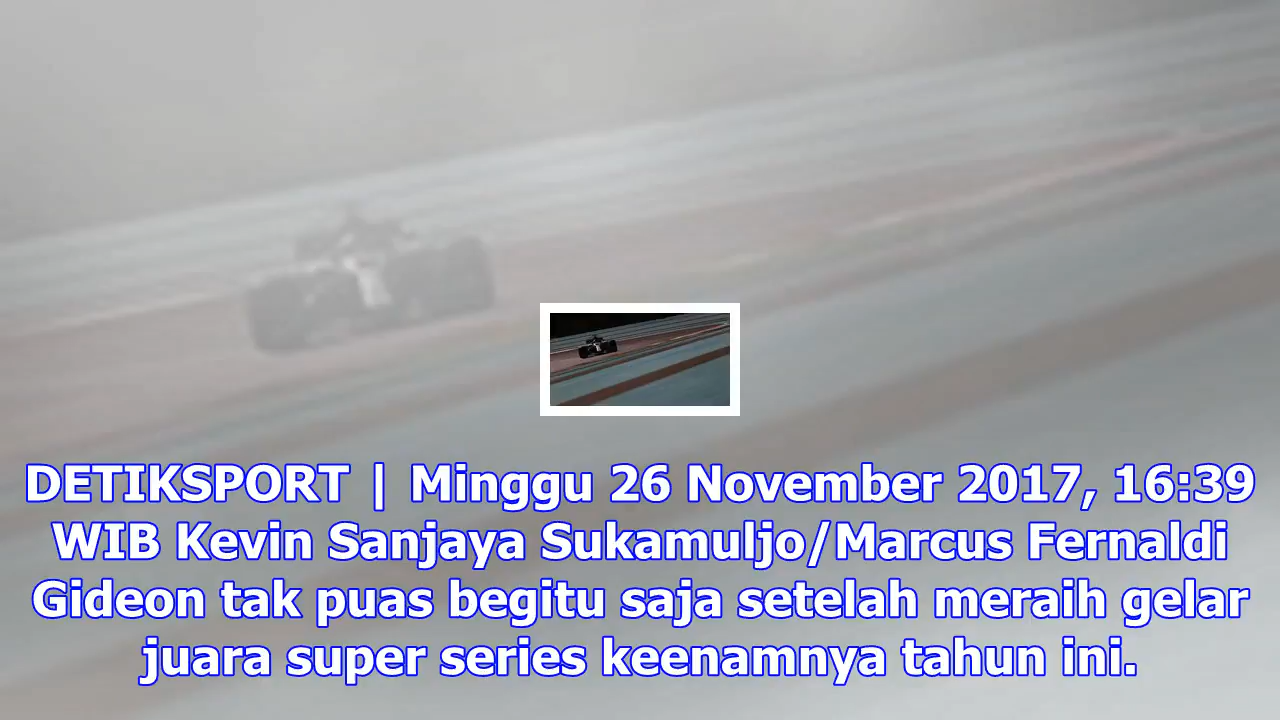 DETIKSPORT | Minggu 26 November 2017, 16:39
WIB Kevin Sanjaya Sukamuljo/Marcus Fernaldi
Gideon tak puas begitu saja setelah meraih gelar
juara super series keenamnya tahun ini.